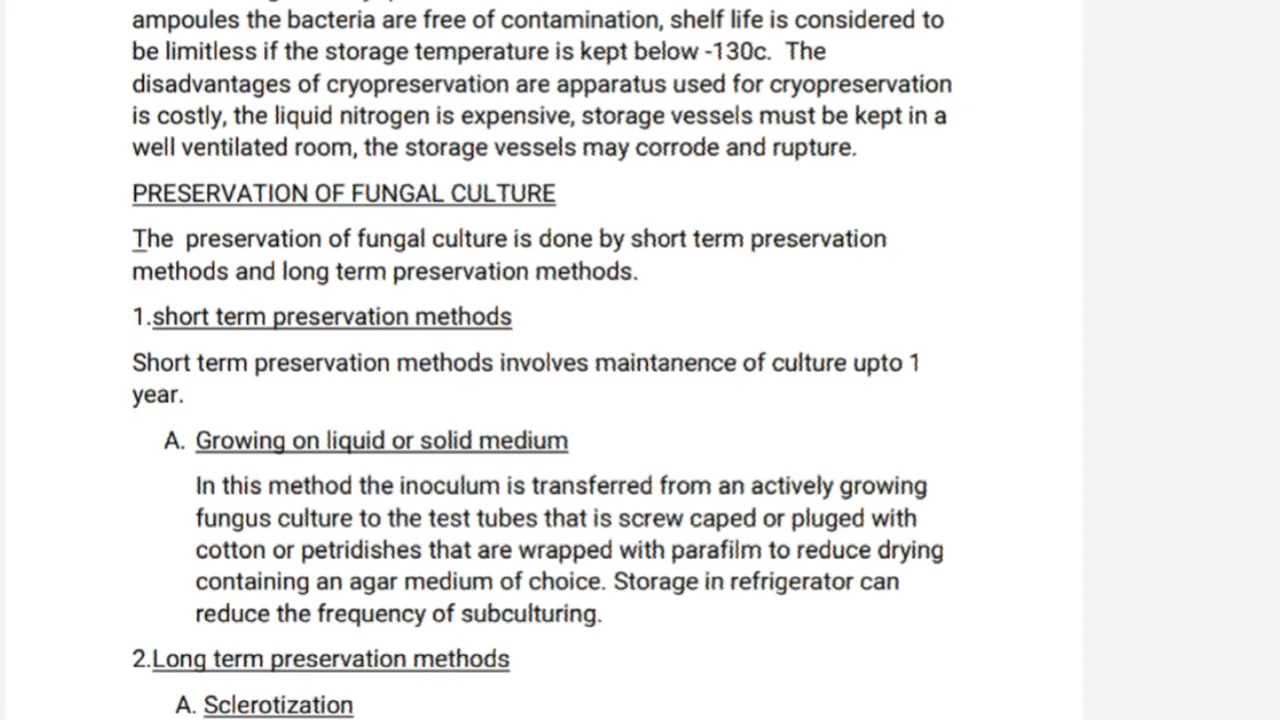 ampoules the bacteria are free of contamination, shelf life is considered to
be limitless if the storage temperature is kept below -130c.  The
disadvantages of cryopreservation are apparatus used for cryopreservation
is costly, the liquid nitrogen is expensive, storage vessels must be kept in a
well ventilated room, the storage vessels may corrode and rupture.
PRESERVATION OF FUNGAL CULTURE
The  preservation of fungal culture is done by short term preservation
methods and long term preservation methods.
1.short term preservation methods
Short term preservation methods involves maintanence of culture upto 1
year.
A. Growing on liquid or solid medium
In this method the inoculum is transferred from an actively growing
fungus culture to the test tubes that is screw caped or pluged with
cotton or petridishes that are wrapped with parafilm to reduce drying
containing an agar medium of choice. Storage in refrigerator can
reduce the frequency of subculturing.
2.Long term preservation methods
A. Sclerotization